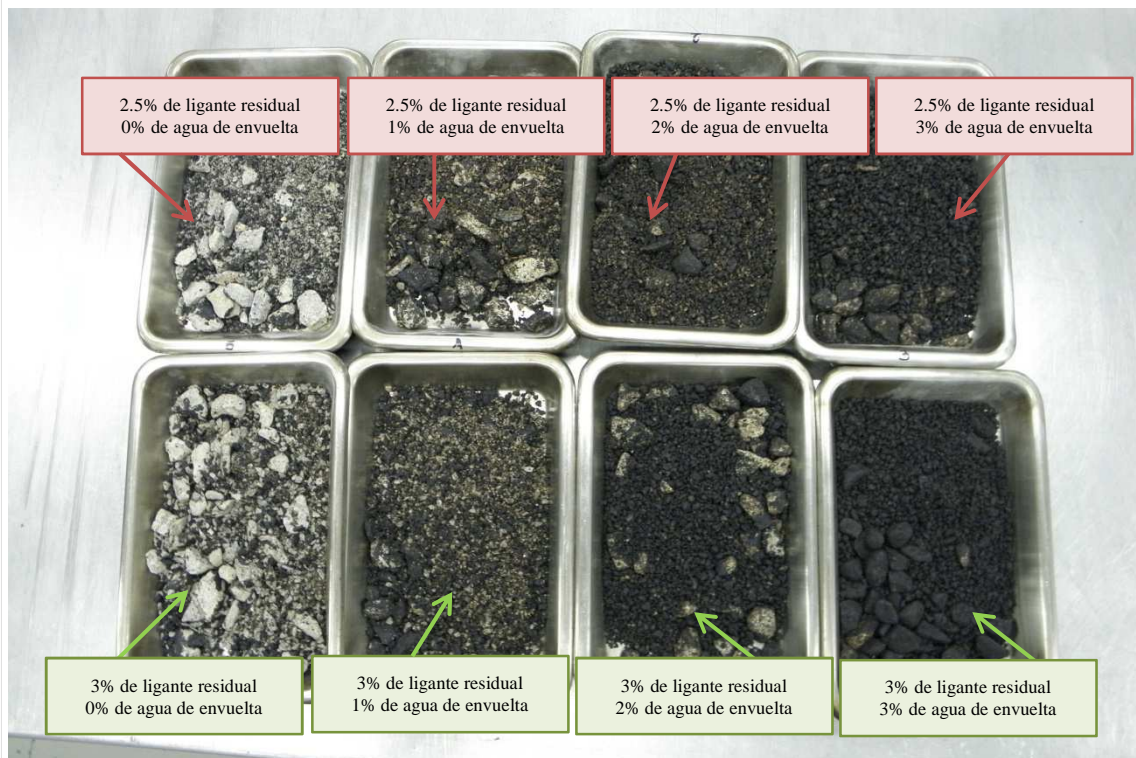 2.5% de ligante residual
0% de agua de envuelta
2.5% de ligante residual
1% de agua de envuelta
2.5% de ligante residual
2% de agua de envuelta
2.5% de ligante residual
3% de agua de envuelta
3% de ligante residual
0% de agua de envuelta
3% de ligante residual
1% de agua de envuelta
3% de ligante residual
2% de agua de envuelta
3% de ligante residual
3% de agua de envuelta